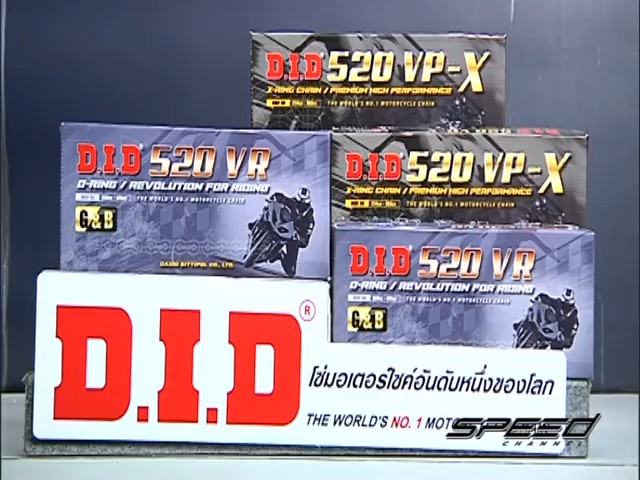 D.I.D 520 VP-X
X-RING CHAIN / PREMIUM HIGH PERFORMANCE
THE WORLD'S NO.1 MOTORCYCLE CHAIN
D.I.D 520 VR
O-RING / REVOLUTION FOR RIDING
THE WORLD'S NO.1 MOTORCYCLE CHAIN
G&B
DAIDO SITTIPOL CO., LTD.
D.I.D 520 VP-X
X-RING CHAIN / PREMIUM HIGH PERFORMANCE
THE WORLD'S NO.1 MOTORCYCLE CHAIN
D.I.D 520 VR
O-RING / REVOLUTION FOR RIDING
THE WORLD'S NO.1 MOTORCYCLE CHAIN
G&B
D.I.D ®
โซ่มอเตอร์ไซค์อันดับหนึ่งของโลก
THE WORLD'S NO. 1 MOT
SPEED
CHANNEL